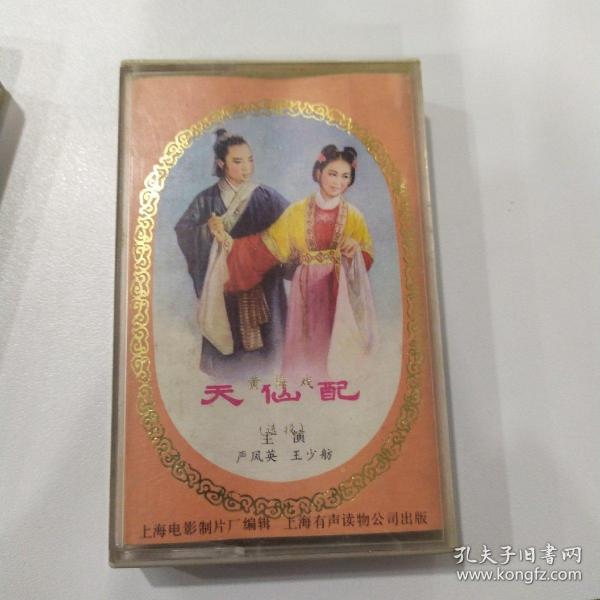 黄梅戏
天仙配
(选段)
主演
严凤英 王少舫
上海电影制片厂编辑 上海有声读物公司出版
孔夫子旧书网
www.kongfz.com